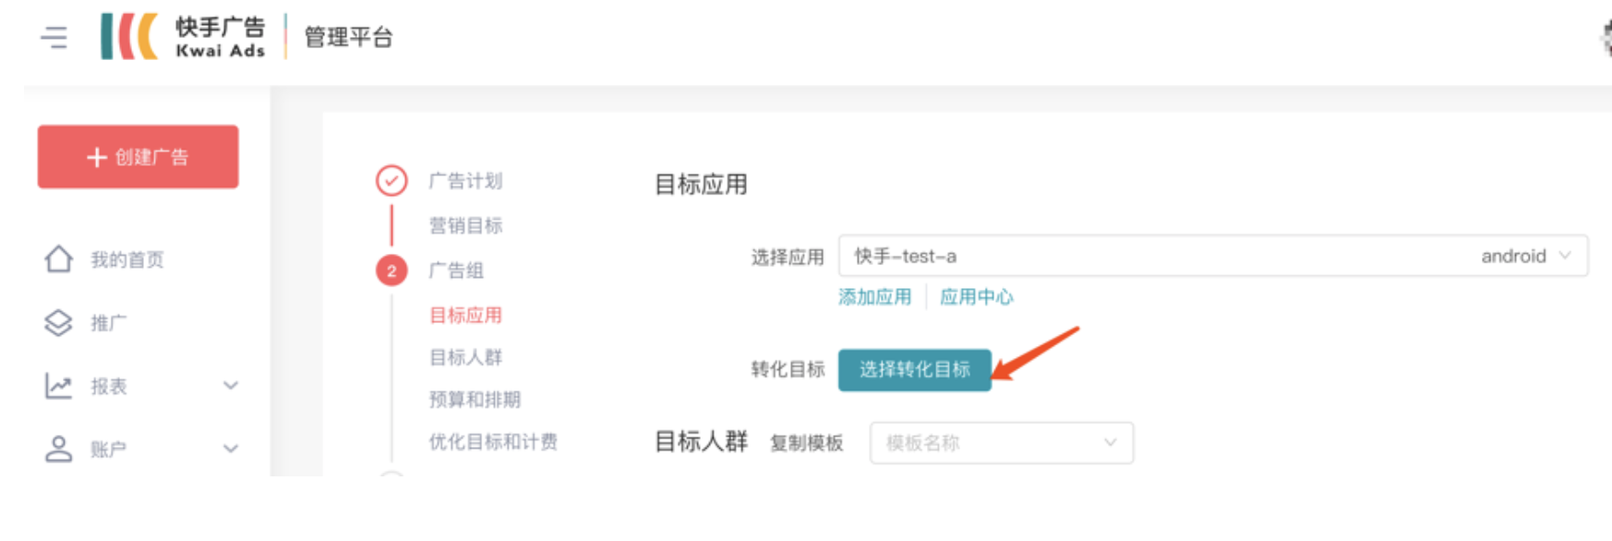 快手广告
Kwai Ads
管理平台
创建广告
我的首页
推广
报表
账户
广告计划
营销目标
2
广告组
目标应用
目标人群
预算和排期
优化目标和计费
目标应用
选择应用
快手-test-a
android
添加应用
应用中心
转化目标
选择转化目标
目标人群
复制模板
模板名称